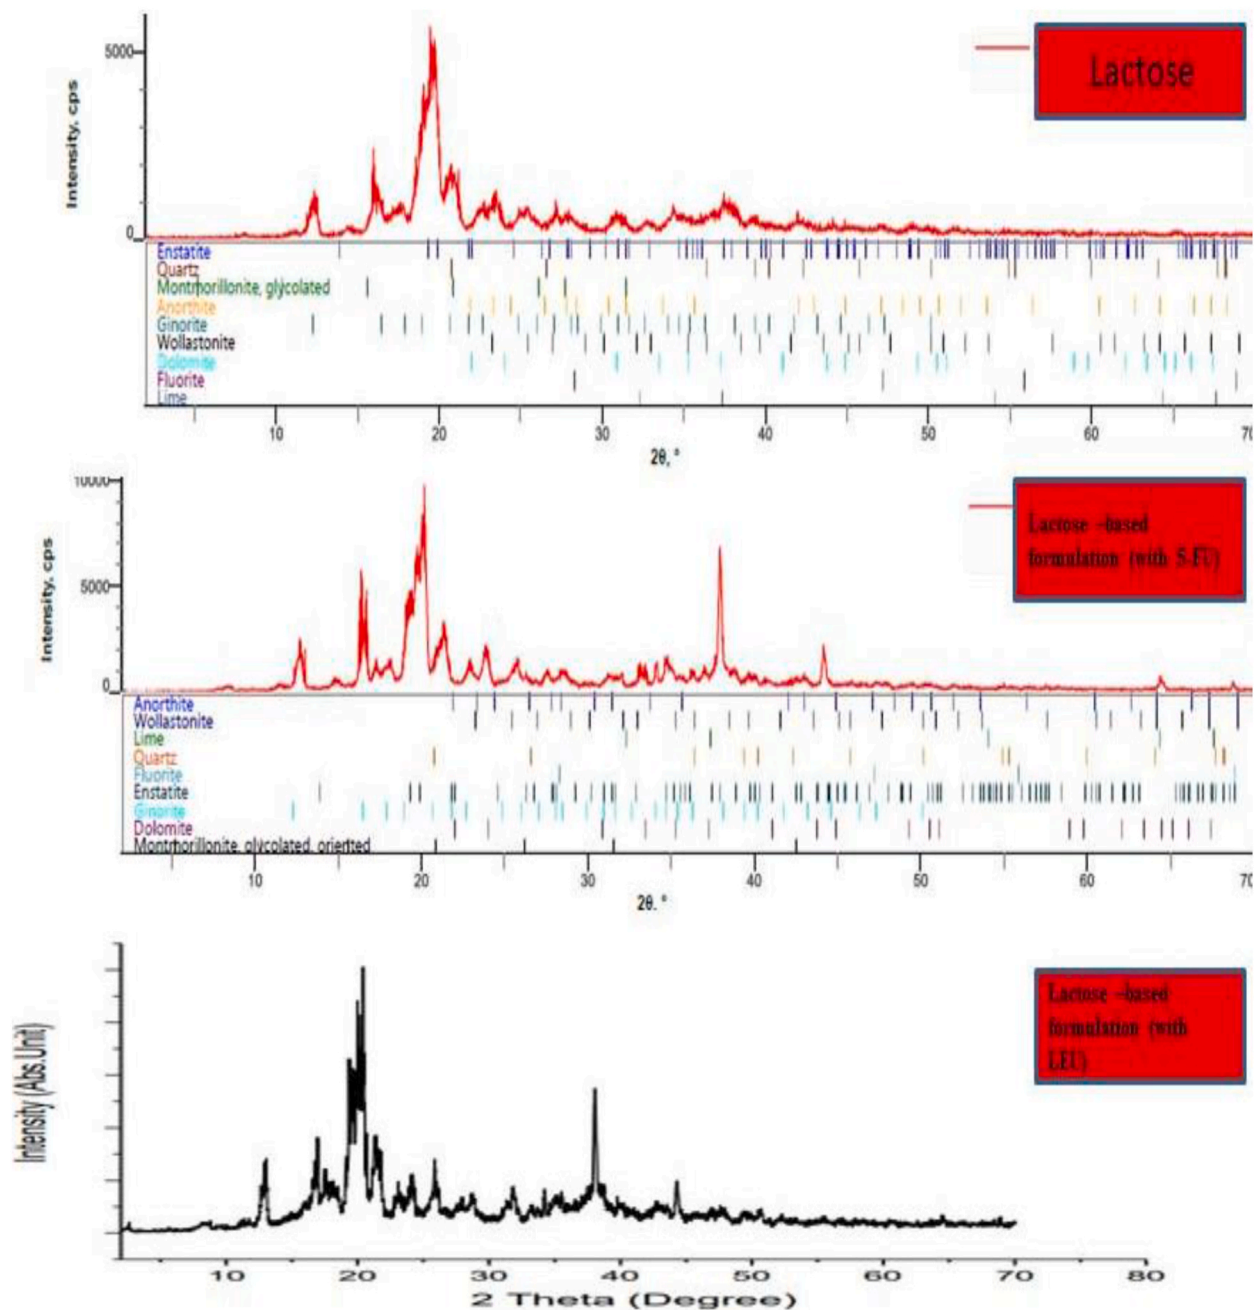 5000
0
Intensity, cps
Lactose
Enstatite
Quartz
Montmorillonite, glycolated
Anorthite
Ginorite
Wollastonite
Dolomite
Fluorite
Lime
10 20 30 40 50 60 70
2θ, °
10000
5000
0
Intensity, cps
Lactose –based
formulation (with 5-FU)
Anorthite
Wollastonite
Lime
Quartz
Fluorite
Enstatite
Ginorite
Dolomite
Montmorillonite, glycolated, oriented
10 20 30 40 50 60 70
2θ, °
Intensity (Abs.Unit)
Lactose –based
formulation (with
LEU)
10 20 30 40 50 60 70 80
2 Theta (Degree)